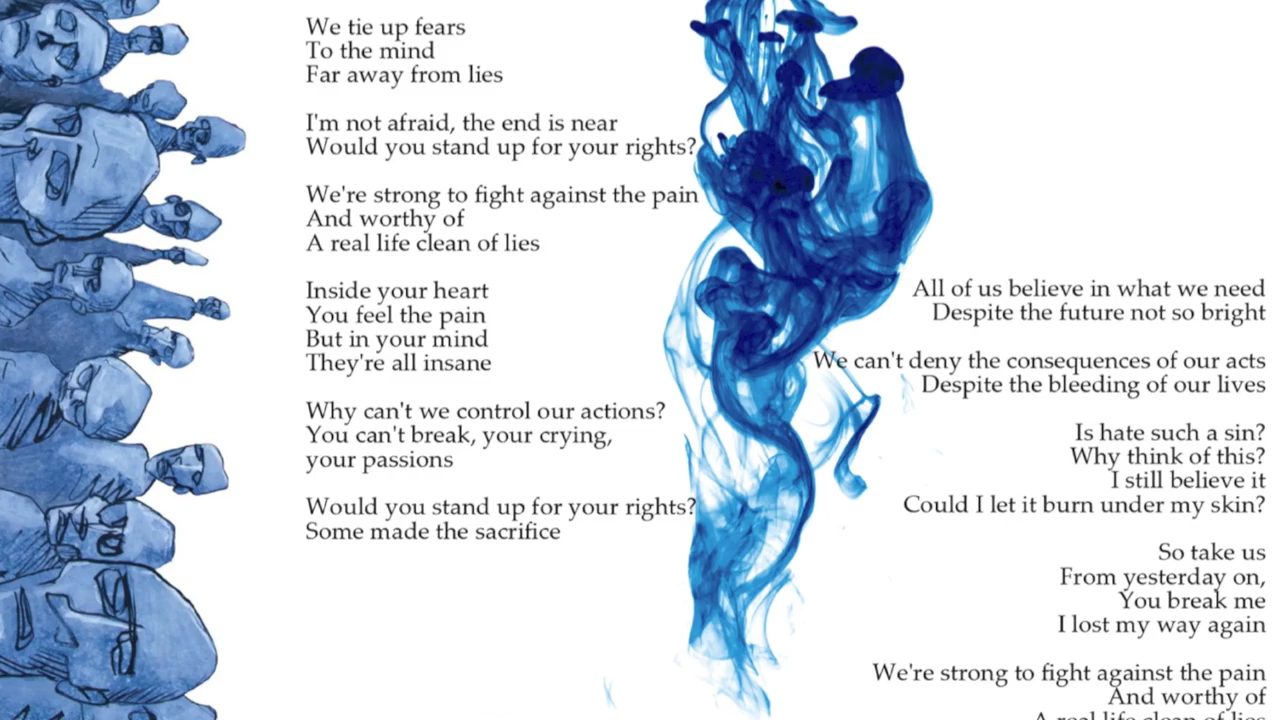 We tie up fears
To the mind
Far away from lies
I'm not afraid, the end is near
Would you stand up for your rights?
We're strong to fight against the pain
And worthy of
A real life clean of lies
Inside your heart
You feel the pain
But in your mind
They're all insane
Why can't we control our actions?
You can't break, your crying,
your passions
Would you stand up for your rights?
Some made the sacrifice
All of us believe in what we need
Despite the future not so bright
We can't deny the consequences of our acts
Despite the bleeding of our lives
Is hate such a sin?
Why think of this?
I still believe it
Could I let it burn under my skin?
So take us
From yesterday on,
You break me
I lost my way again
We're strong to fight against the pain
And worthy of
A real life clean of lies